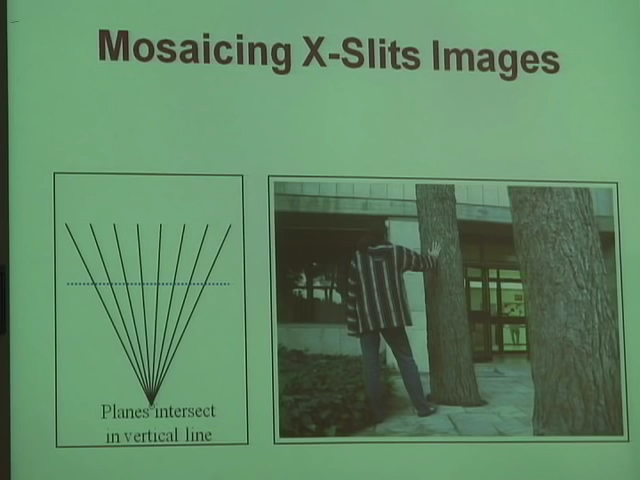 Mosaicing X-Slits Images
Planes intersect
in vertical line